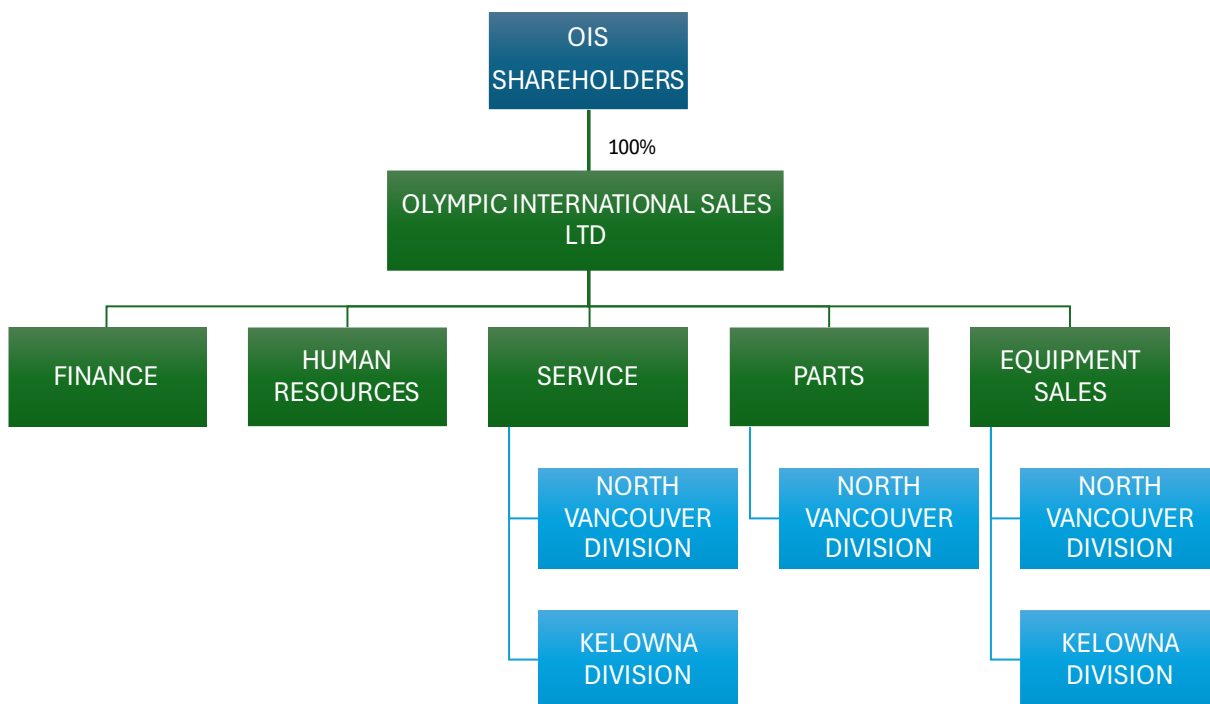 OIS
SHAREHOLDERS
100%
OLYMPIC INTERNATIONAL SALES
LTD
FINANCE
HUMAN
RESOURCES
SERVICE
PARTS
EQUIPMENT
SALES
NORTH
VANCOUVER
DIVISION
NORTH
VANCOUVER
DIVISION
NORTH
VANCOUVER
DIVISION
KELOWNA
DIVISION
KELOWNA
DIVISION